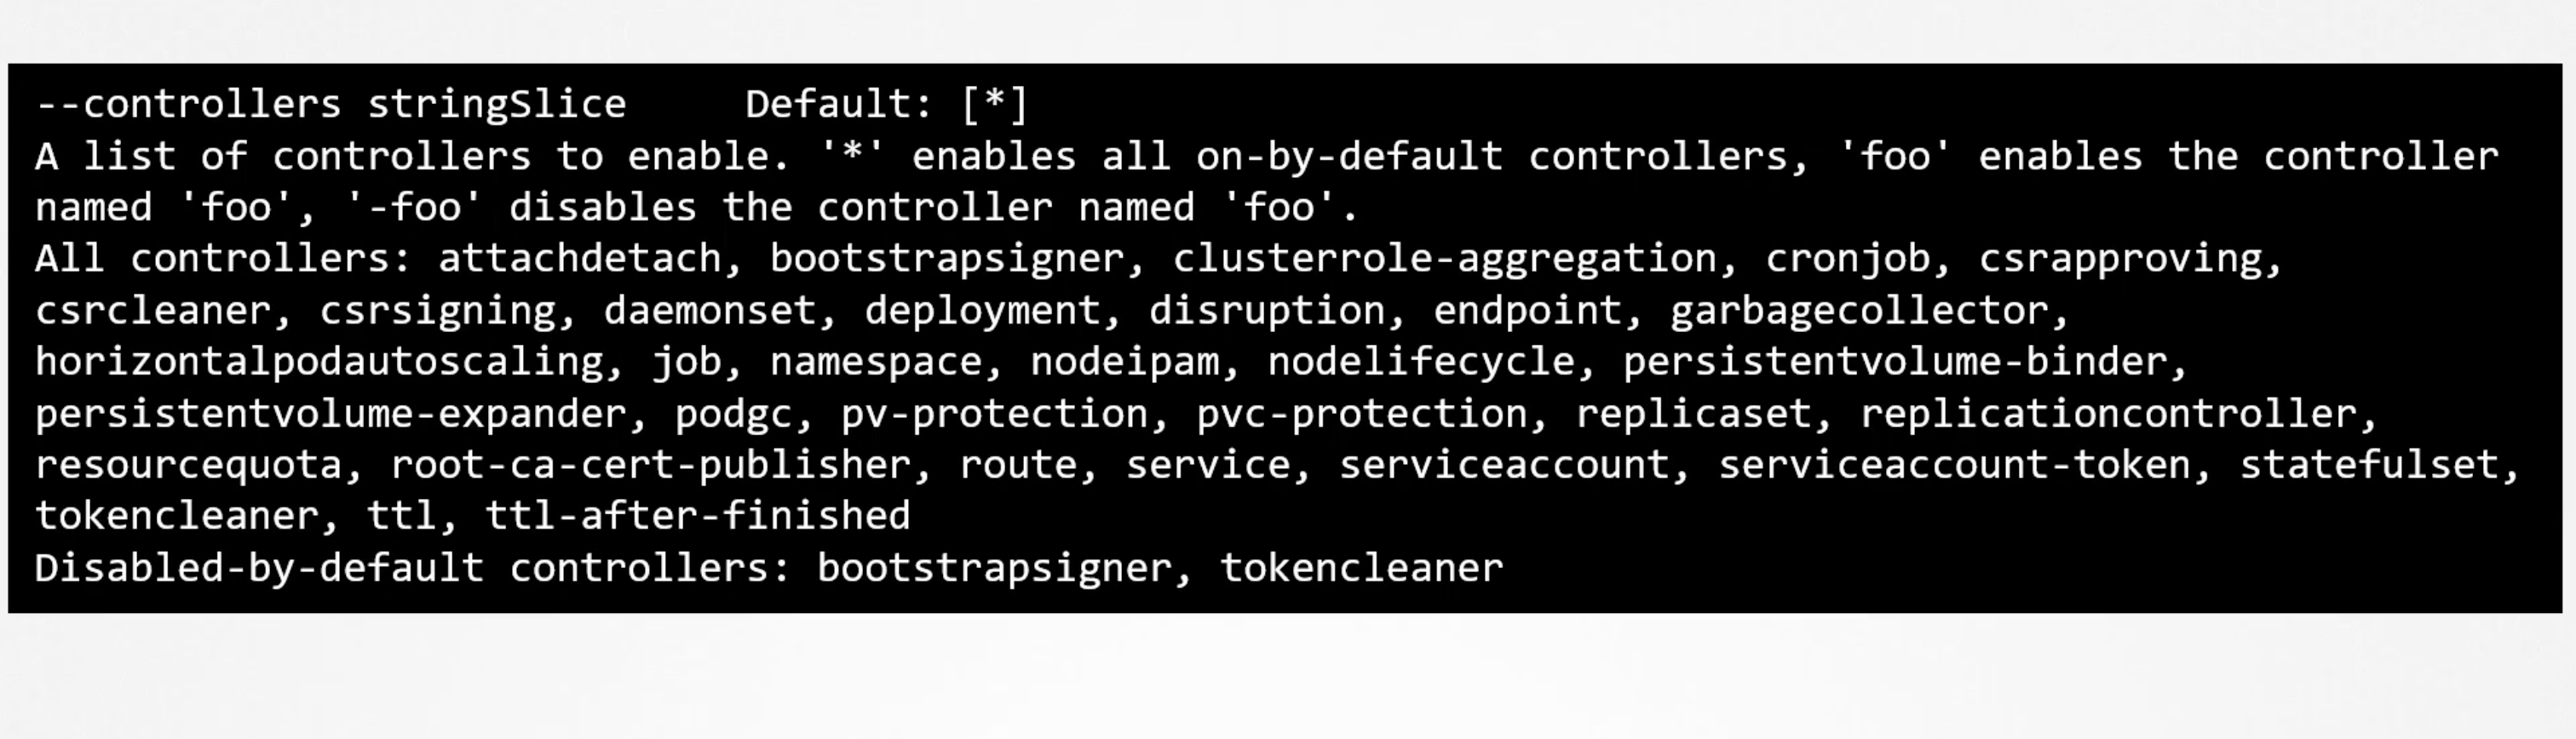 --controllers stringSlice     Default: [*]
A list of controllers to enable. '*' enables all on-by-default controllers, 'foo' enables the controller
named 'foo', '-foo' disables the controller named 'foo'.
All controllers: attachdetach, bootstrapsigner, clusterrole-aggregation, cronjob, csrapproving,
csrcleaner, csrsigning, daemonset, deployment, disruption, endpoint, garbagecollector,
horizontalpodautoscaling, job, namespace, nodeipam, nodelifecycle, persistentvolume-binder,
persistentvolume-expander, podgc, pv-protection, pvc-protection, replicaset, replicationcontroller,
resourcequota, root-ca-cert-publisher, route, service, serviceaccount, serviceaccount-token, statefulset,
tokencleaner, ttl, ttl-after-finished
Disabled-by-default controllers: bootstrapsigner, tokencleaner